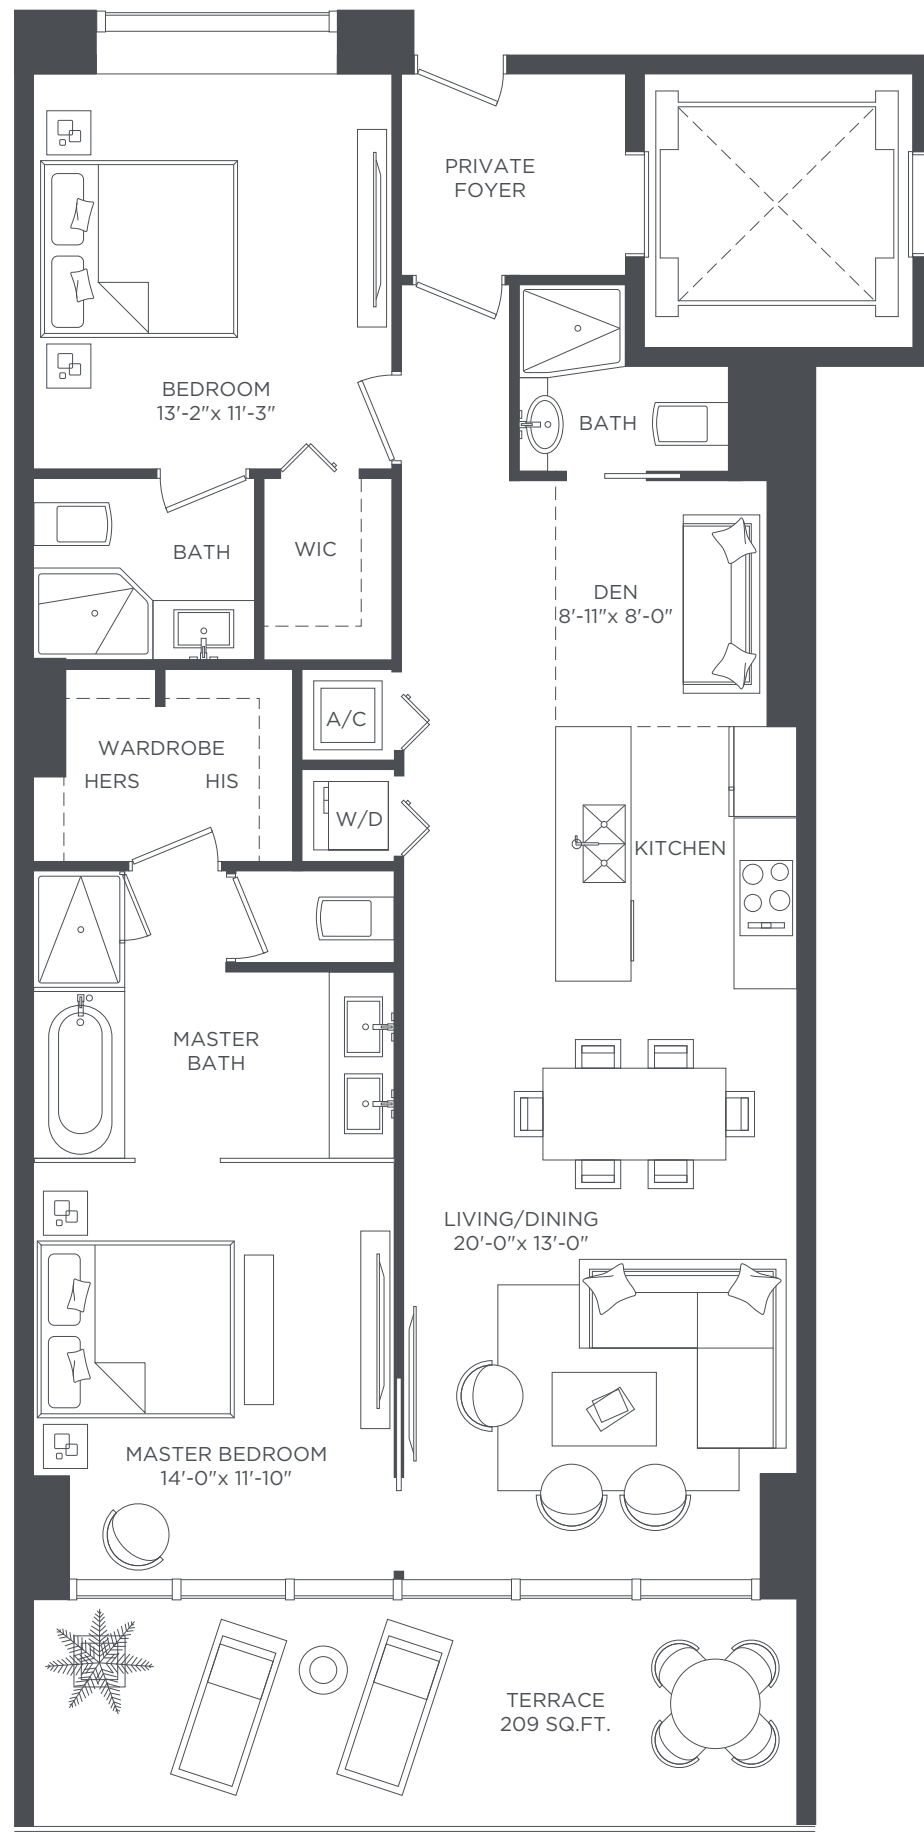 PRIVATE
FOYER
BEDROOM
13'-2"x 11'-3"
BATH
BATH
WIC
DEN
8'-11"x 8'-0"
A/C
WARDROBE
HERS HIS
W/D
KITCHEN
MASTER
BATH
LIVING/DINING
20'-0"x 13'-0"
MASTER BEDROOM
14'-0"x 11'-10"
TERRACE
209 SQ.FT.